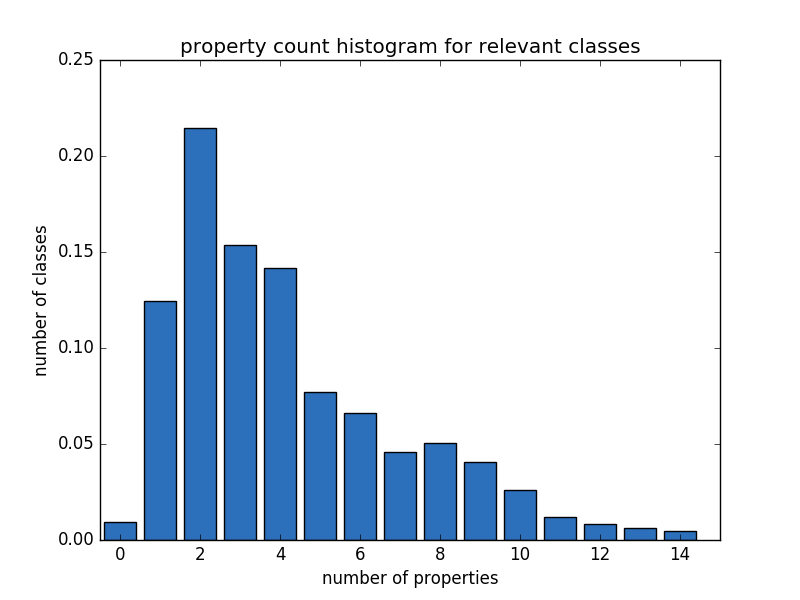 property count histogram for relevant classes
0.25
0.20
0.15
0.10
0.05
0.00
number of classes
0 2 4 6 8 10 12 14
number of properties